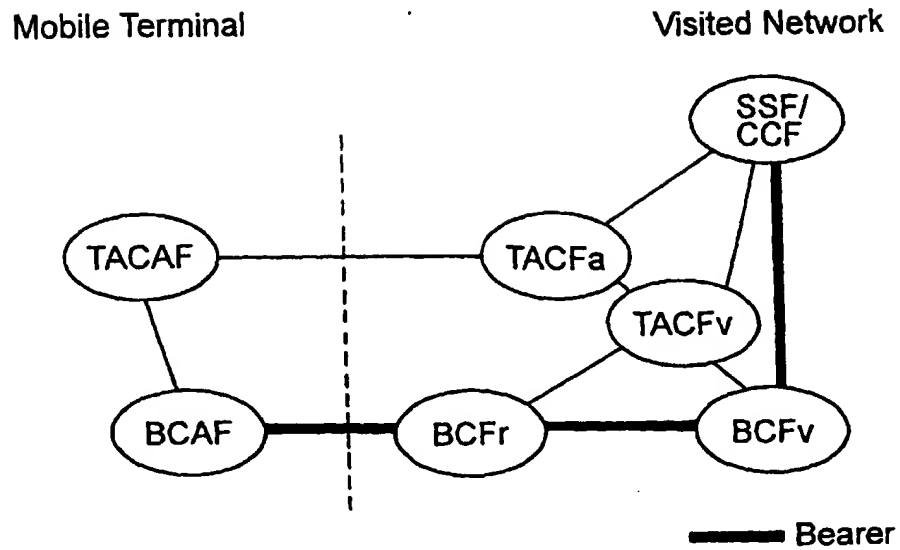 Mobile Terminal
Visited Network
SSF/
CCF
TACAF
TACFa
TACFv
BCAF
BCFr
BCFv
Bearer